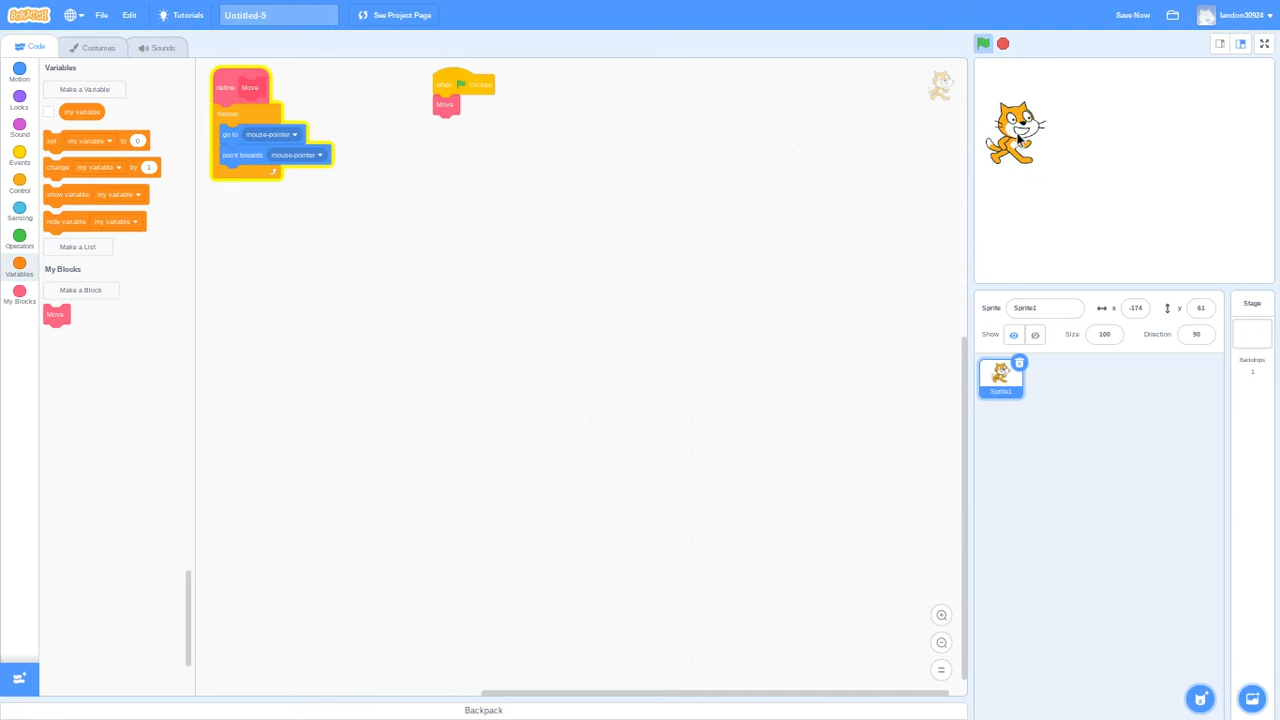 SCRATCH File Edit Tutorials Untitled-5 See Project Page Save Now landon30924
Code Costumes Sounds
Motion
Looks
Sound
Events
Control
Sensing
Operators
Variables
My Blocks
Variables
Make a Variable
my variable
set my variable to 0
change my variable by 1
show variable my variable
hide variable my variable
Make a List
My Blocks
Make a Block
Move
define Move
forever
go to mouse-pointer
point towards mouse-pointer
when clicked
Move
Sprite Sprite1 x -174 y 61
Show Size 100 Direction 90
Sprite1
Stage
Backdrops
1
Backpack